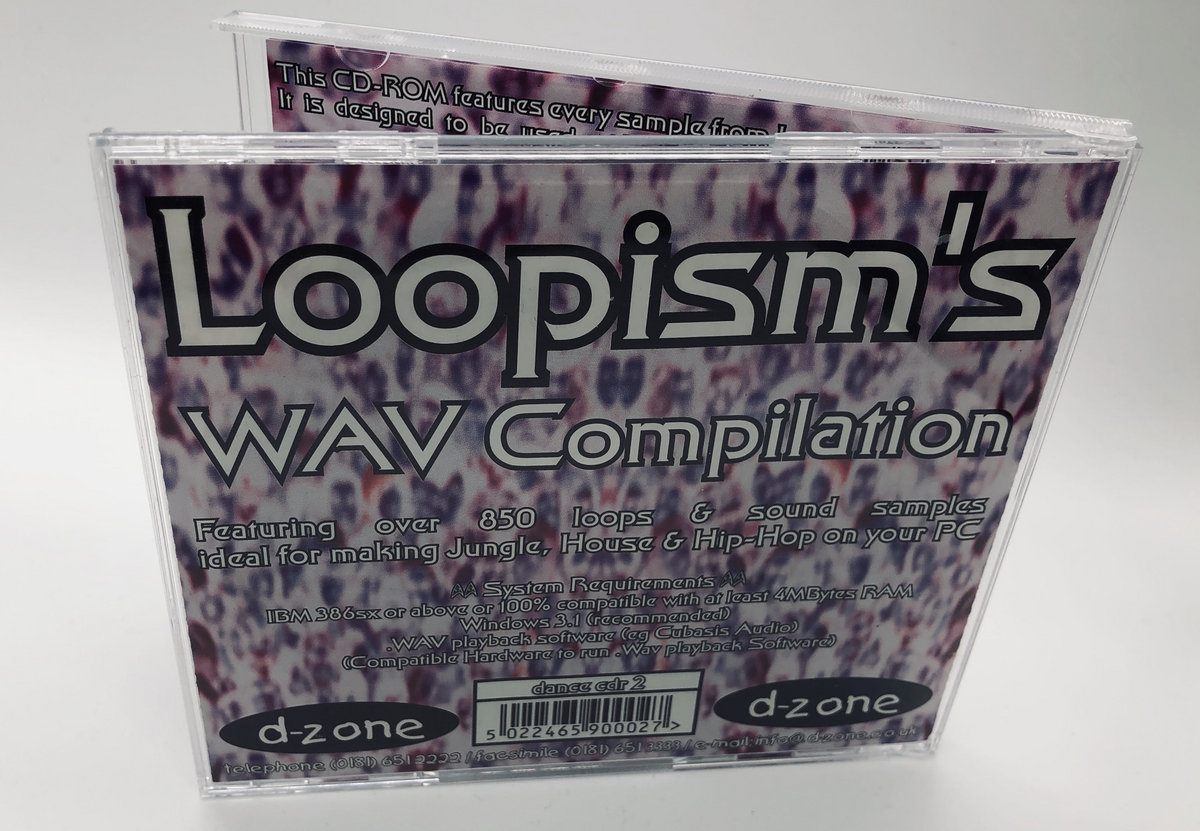 This CD-ROM features every sample from
It is designed to be used
Loopism's
WAV Compilation
Featuring over 850 loops & sound samples
ideal for making Jungle, House & Hip-Hop on your PC
System Requirements
IBM 386sx or above or 100% compatible with at least 4MBytes RAM
Windows 3.1 (recommended)
.WAV playback software (eg Cubasis Audio)
(Compatible Hardware to run .Wav playback Software)
dance cdr 2
5 022465 900027 >
d-zone
d-zone
telephone (0181) 651 2222 / facsimile (0181) 651 3333 / e-mail: info@d-zone.co.uk